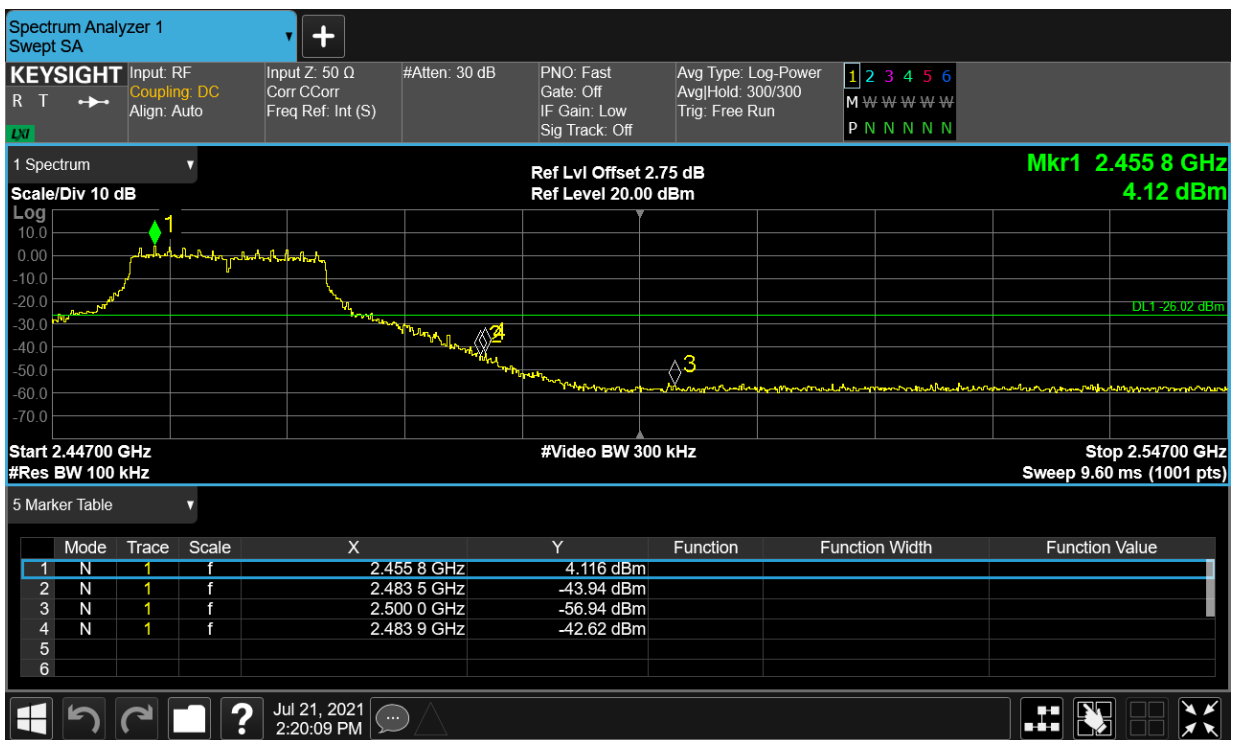 Spectrum Analyzer 1
Swept SA
+
KEYSIGHT Input: RF Input Z: 50 Ω #Atten: 30 dB PNO: Fast Avg Type: Log-Power 1 2 3 4 5 6
R T Coupling: DC Corr CCorr Gate: Off Avg|Hold: 300/300 M W W W W W
Align: Auto Freq Ref: Int (S) IF Gain: Low Trig: Free Run
LXI Sig Track: Off P N N N N N
1 Spectrum Ref Lvl Offset 2.75 dB Mkr1 2.455 8 GHz
Scale/Div 10 dB Ref Level 20.00 dBm 4.12 dBm
Log
1
10.0
0.00
-10.0
-20.0
DL1 -26.02 dBm
-30.0
4
-40.0
3
-50.0
-60.0
-70.0
Start 2.44700 GHz #Video BW 300 kHz Stop 2.54700 GHz
#Res BW 100 kHz Sweep 9.60 ms (1001 pts)
5 Marker Table
Mode Trace Scale X Y Function Function Width Function Value
1 N 1 f 2.455 8 GHz 4.116 dBm
2 N 1 f 2.483 5 GHz -43.94 dBm
3 N 1 f 2.500 0 GHz -56.94 dBm
4 N 1 f 2.483 9 GHz -42.62 dBm
5
6
? Jul 21, 2021
2:20:09 PM